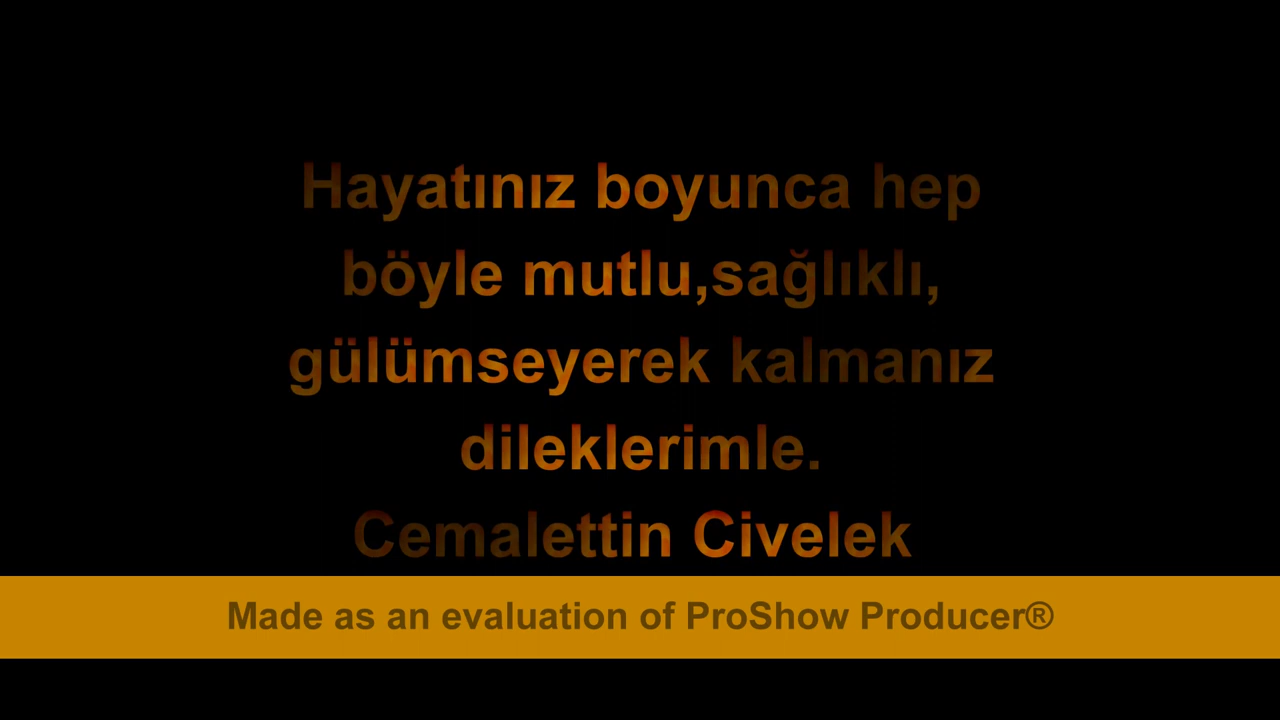 Hayatınız boyunca hep
böyle mutlu,sağlıklı,
gülümseyerek kalmanız
dileklerimle.
Cemalettin Civelek
Made as an evaluation of ProShow Producer®